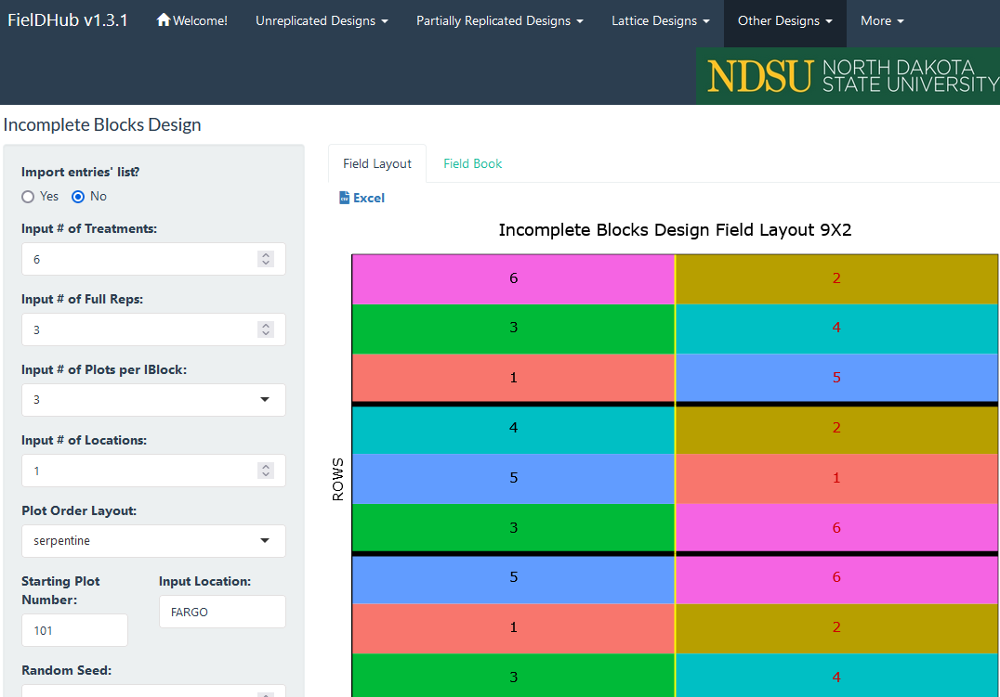 FielDHub v1.3.1 Welcome! Unreplicated Designs Partially Replicated Designs Lattice Designs Other Designs More
NDSU NORTH DAKOTA
STATE UNIVERSITY
Incomplete Blocks Design
Import entries' list?
Yes No
Input # of Treatments:
6
Input # of Full Reps:
3
Input # of Plots per IBlock:
3
Input # of Locations:
1
Plot Order Layout:
serpentine
Starting Plot
Number:
101
Input Location:
FARGO
Random Seed:
Field Layout Field Book
CSV Excel
Incomplete Blocks Design Field Layout 9X2
ROWS
6 2
3 4
1 5
4 2
5 1
3 6
5 6
1 2
3 4